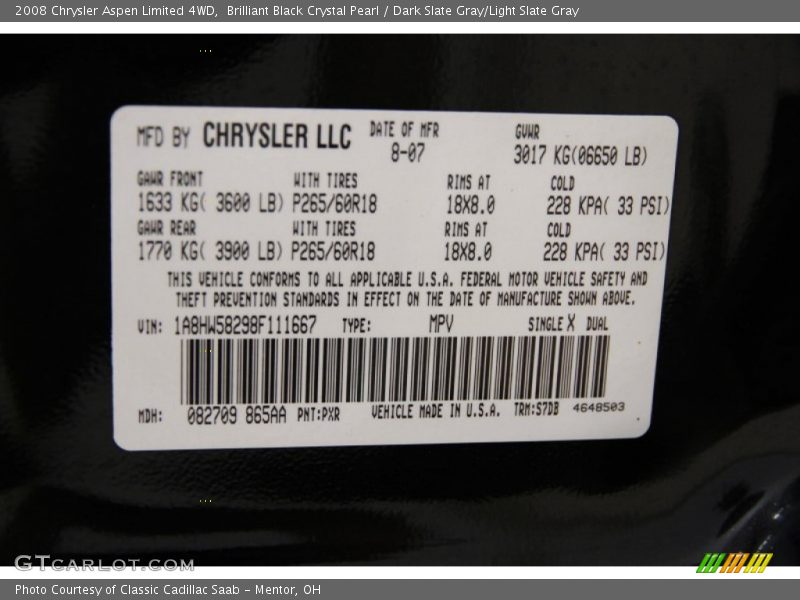 2008 Chrysler Aspen Limited 4WD,  Brilliant Black Crystal Pearl / Dark Slate Gray/Light Slate Gray
MFD BY CHRYSLER LLC DATE OF MFR GVWR
8-07 3017 KG(06650 LB)
GAWR FRONT WITH TIRES RIMS AT COLD
1633 KG( 3600 LB) P265/60R18 18X8.0 228 KPA( 33 PSI)
GAWR REAR WITH TIRES RIMS AT COLD
1770 KG( 3900 LB) P265/60R18 18X8.0 228 KPA( 33 PSI)
THIS VEHICLE CONFORMS TO ALL APPLICABLE U.S.A. FEDERAL MOTOR VEHICLE SAFETY AND
THEFT PREVENTION STANDARDS IN EFFECT ON THE DATE OF MANUFACTURE SHOWN ABOVE.
VIN: 1A8HW58298F111667 TYPE: MPV SINGLE X DUAL
MDH: 082709 865AA PNT:PXR VEHICLE MADE IN U.S.A. TRM:S7DB 4648503
GTCARLOT.COM
Photo Courtesy of Classic Cadillac Saab - Mentor, OH